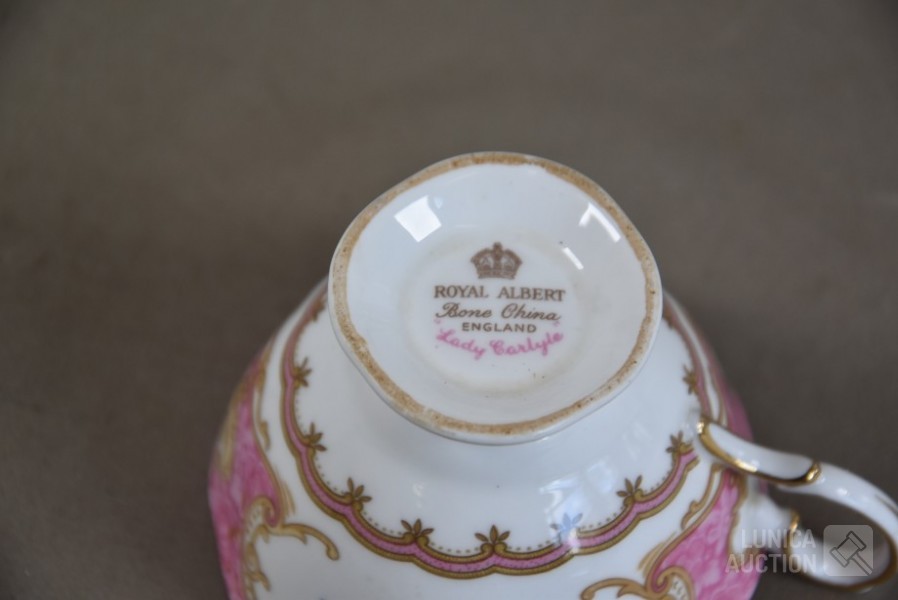 ROYAL ALBERT
Bone China
ENGLAND
"Lady Carlyle"
LUNICA
AUCTION